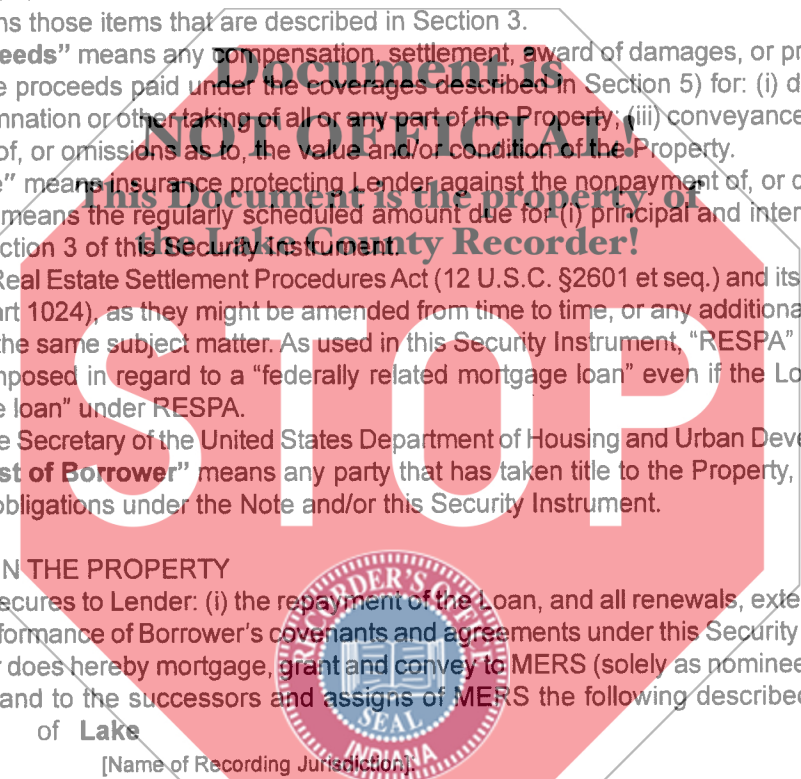 ns those items that are described in Section 3.
eeds” means any compensation, settlement, award of damages, or pr
e proceeds paid under the coverages described in Section 5) for: (i) d
mnation or other taking of all or any part of the Property; (iii) conveyance
of, or omissions as to, the value and/or condition of the Property.
e” means insurance protecting Lender against the nonpayment of, or d
means the regularly scheduled amount due for (i) principal and inter
ction 3 of this Security Instrument.
Real Estate Settlement Procedures Act (12 U.S.C. §2601 et seq.) and its
art 1024), as they might be amended from time to time, or any additiona
the same subject matter. As used in this Security Instrument, “RESPA”
mposed in regard to a “federally related mortgage loan” even if the Lo
e loan” under RESPA.
e Secretary of the United States Department of Housing and Urban Deve
st of Borrower” means any party that has taken title to the Property,
obligations under the Note and/or this Security Instrument.
N THE PROPERTY
ecures to Lender: (i) the repayment of the Loan, and all renewals, exte
formance of Borrower’s covenants and agreements under this Security
r does hereby mortgage, grant and convey to MERS (solely as nominee
and to the successors and assigns of MERS the following described
of Lake
[Name of Recording Jurisdiction]:
Document is
NOT OFFICIAL!
This Document is the property of
the Lake County Recorder!
STOP
RECORDER'S OFFICE
SEAL
INDIANA